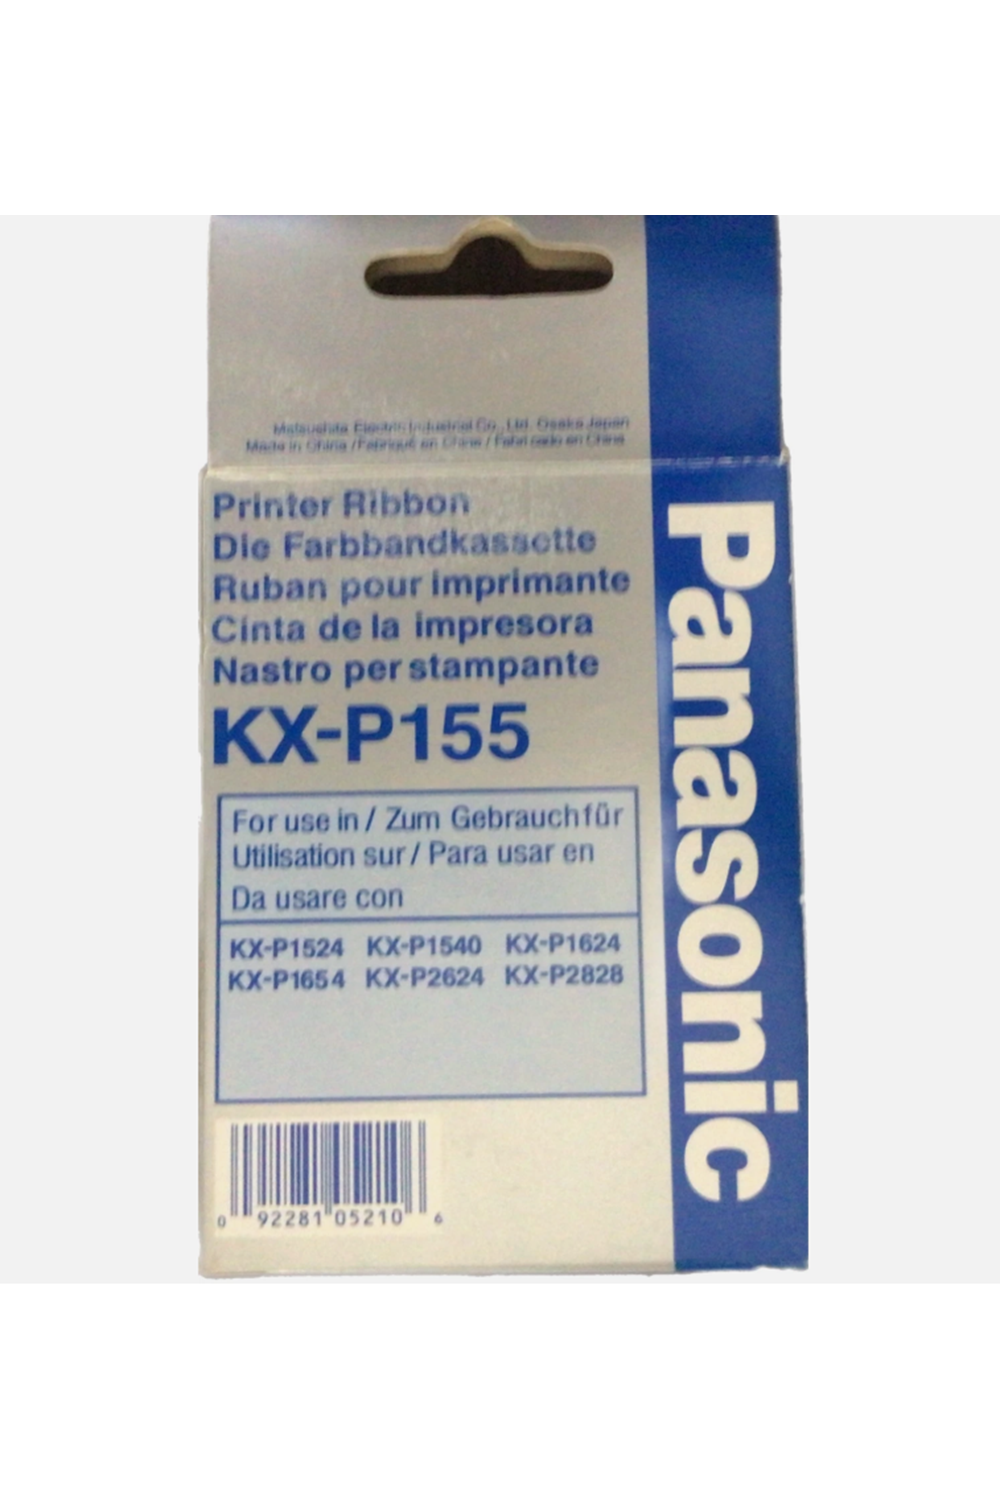 Matsushita Electric Industrial Co., Ltd. Osaka Japan
Made in China / Fabriqué en Chine / Fabricado en China
Printer Ribbon
Die Farbbandkassette
Ruban pour imprimante
Cinta de la impresora
Nastro per stampante
KX-P155
For use in / Zum Gebrauch für
Utilisation sur / Para usar en
Da usare con
KX-P1524 KX-P1540 KX-P1624
KX-P1654 KX-P2624 KX-P2828
0 92281 05210 6
Panasonic